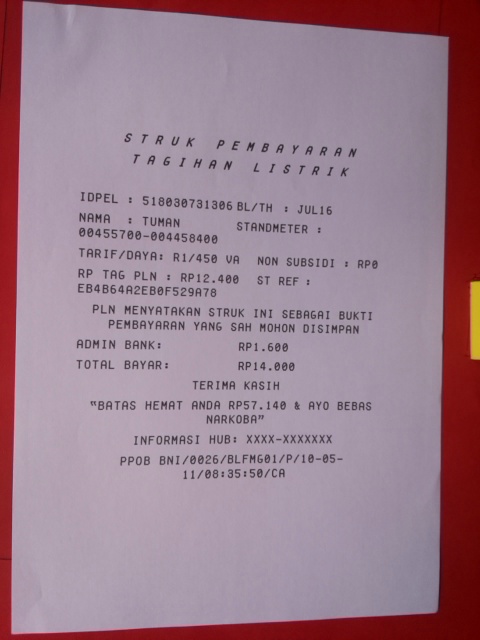 STRUK PEMBAYARAN
TAGIHAN LISTRIK
IDPEL : 518030731306 BL/TH : JUL16
NAMA : TUMAN STANDMETER :
00455700-004458400
TARIF/DAYA: R1/450 VA NON SUBSIDI : RP0
RP TAG PLN : RP12.400 ST REF :
EB4B64A2EB0F529A78
PLN MENYATAKAN STRUK INI SEBAGAI BUKTI
PEMBAYARAN YANG SAH MOHON DISIMPAN
ADMIN BANK: RP1.600
TOTAL BAYAR: RP14.000
TERIMA KASIH
"BATAS HEMAT ANDA RP57.140 & AYO BEBAS
NARKOBA"
INFORMASI HUB: XXXX-XXXXXXX
PPOB BNI/0026/BLFMG01/P/10-05-
11/08:35:50/CA